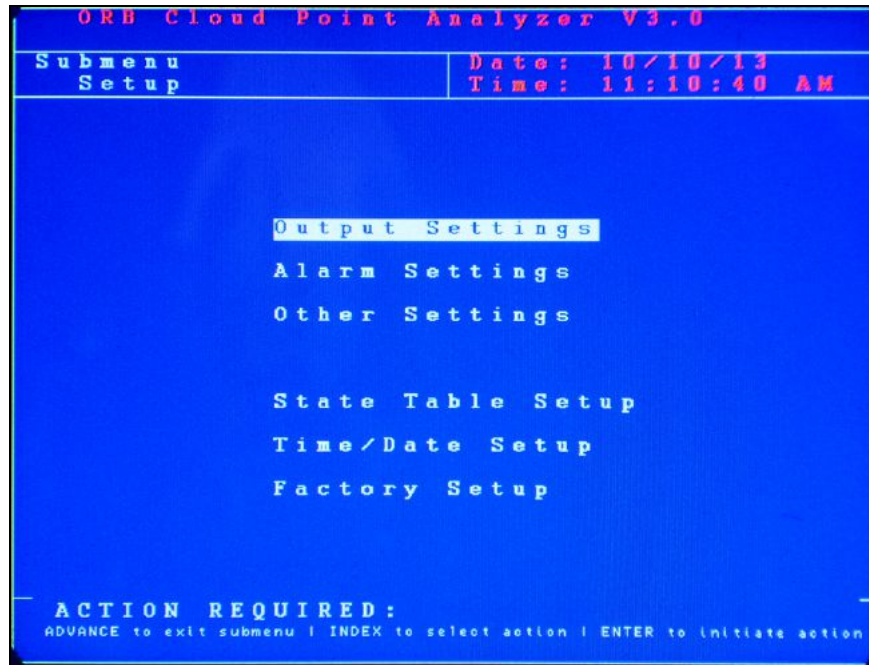 ORB Cloud Point Analyzer V3.0
Submenu
Setup
Date: 10/10/13
Time: 11:10:40 AM
Output Settings
Alarm Settings
Other Settings
State Table Setup
Time/Date Setup
Factory Setup
ACTION REQUIRED:
ADVANCE to exit submenu | INDEX to select action | ENTER to initiate action